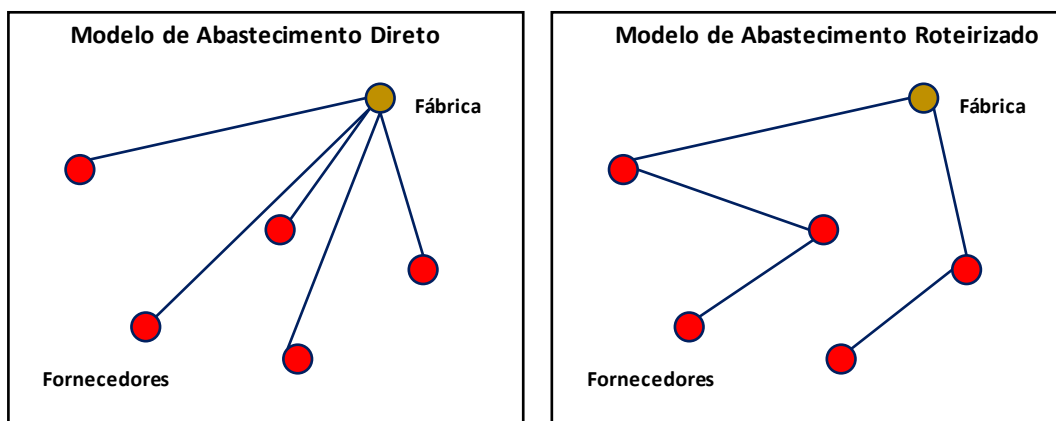 Modelo de Abastecimento Direto
Fábrica
Fornecedores
Modelo de Abastecimento Roteirizado
Fábrica
Fornecedores